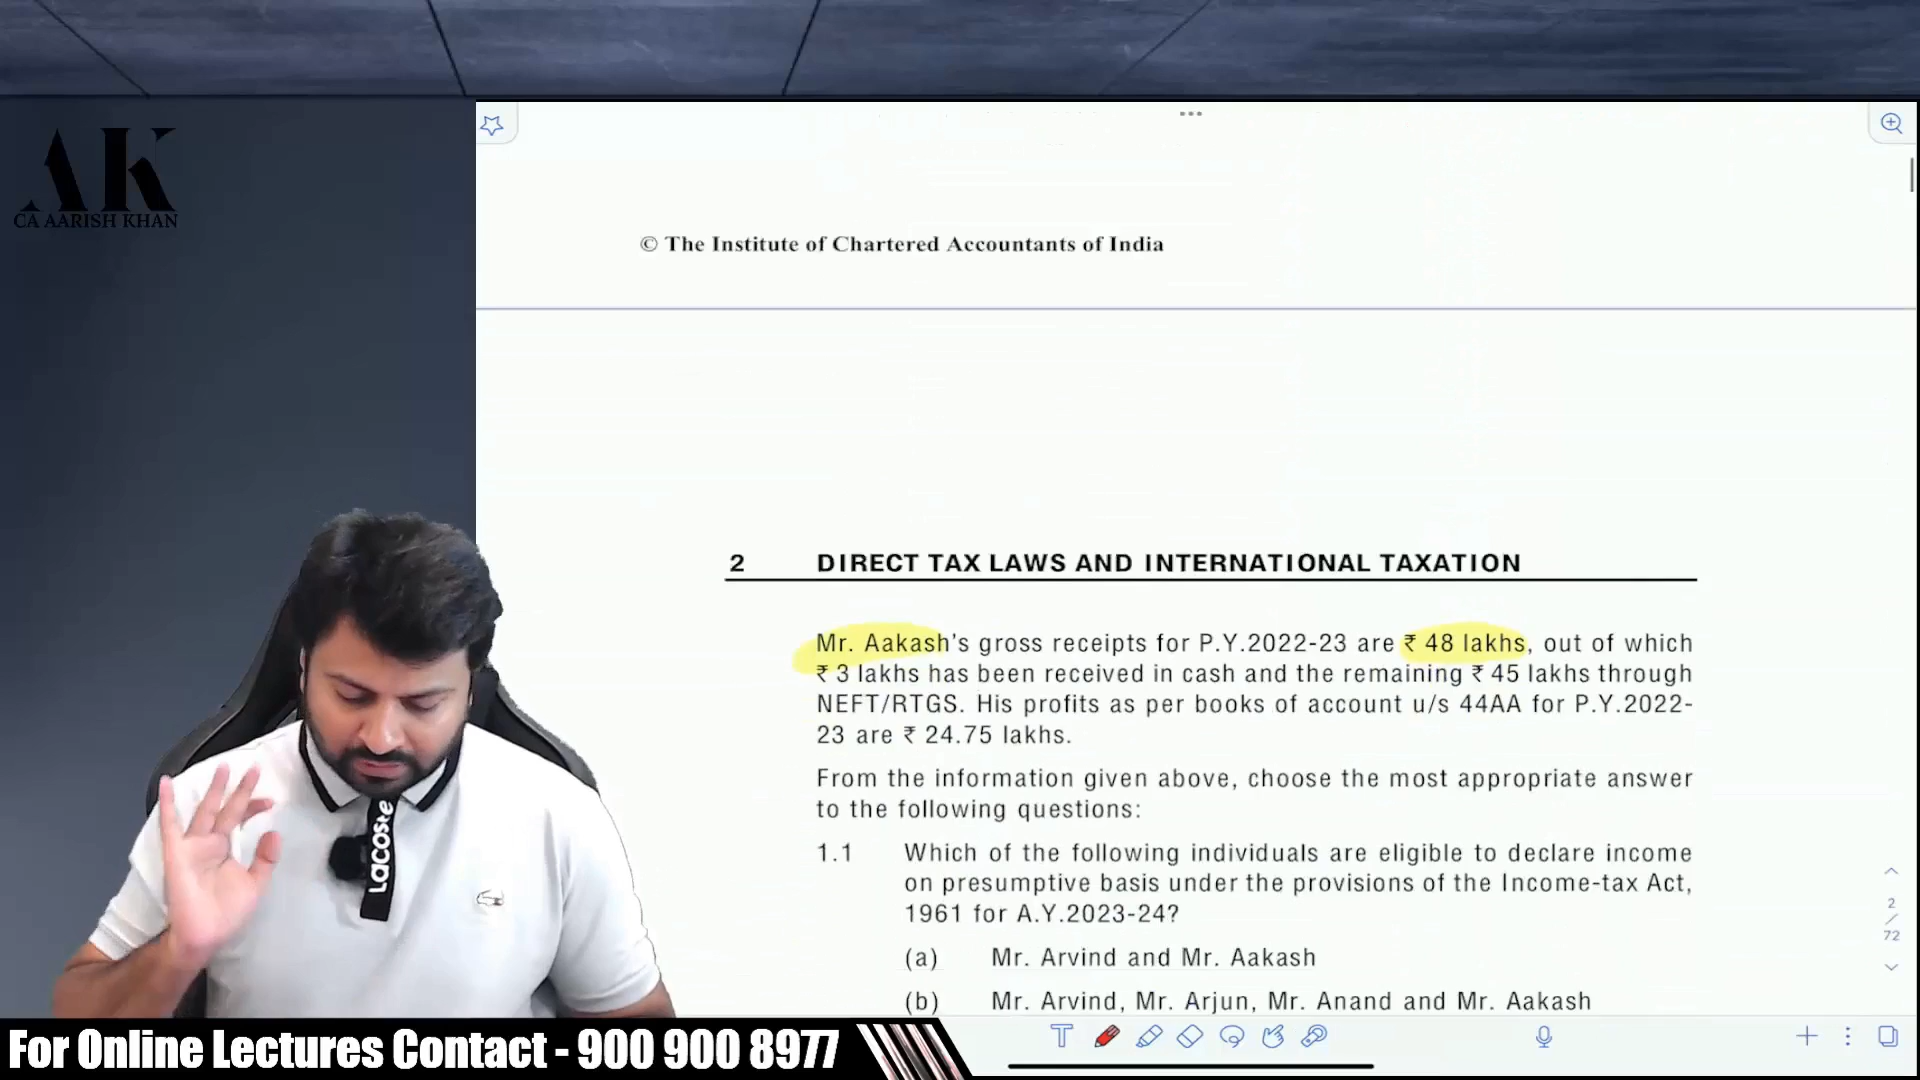 AK
CA AARISH KHAN
© The Institute of Chartered Accountants of India
2 DIRECT TAX LAWS AND INTERNATIONAL TAXATION
Mr. Aakash's gross receipts for P.Y.2022-23 are ₹ 48 lakhs, out of which
₹ 3 lakhs has been received in cash and the remaining ₹ 45 lakhs through
NEFT/RTGS. His profits as per books of account u/s 44AA for P.Y.2022-
23 are ₹ 24.75 lakhs.
From the information given above, choose the most appropriate answer
to the following questions:
1.1 Which of the following individuals are eligible to declare income
on presumptive basis under the provisions of the Income-tax Act,
1961 for A.Y.2023-24?
(a) Mr. Arvind and Mr. Aakash
(b) Mr. Arvind, Mr. Arjun, Mr. Anand and Mr. Aakash
2
/
72
T
LACOSTE
For Online Lectures Contact - 900 900 8977